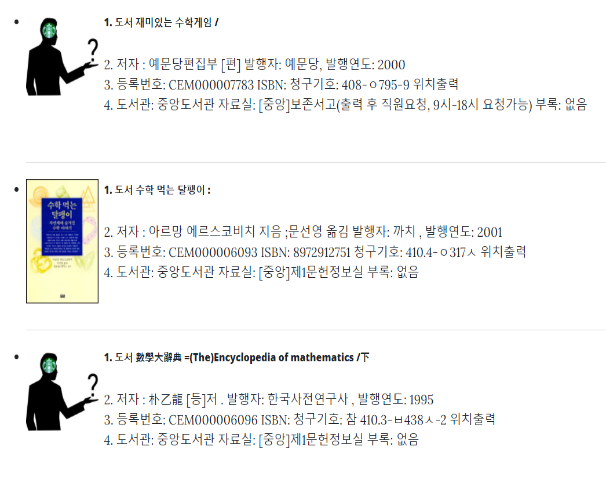 1. 도서 재미있는 수학게임 /
2. 저자 : 예문당편집부 [편] 발행자: 예문당, 발행연도: 2000
3. 등록번호: CEM000007783 ISBN: 청구기호: 408-ㅇ795-9 위치출력
4. 도서관: 중앙도서관 자료실: [중앙]보존서고(출력 후 직원요청, 9시-18시 요청가능) 부록: 없음
수학 먹는
달팽이
1. 도서 수학 먹는 달팽이 :
2. 저자 : 아르망 에르스코비치 지음 ;문선영 옮김 발행자: 까치 , 발행연도: 2001
3. 등록번호: CEM000006093 ISBN: 8972912751 청구기호: 410.4-ㅇ317ㅅ 위치출력
4. 도서관: 중앙도서관 자료실: [중앙]제1문헌정보실 부록: 없음
1. 도서 數學大辭典 =(The)Encyclopedia of mathematics /下
2. 저자 : 朴乙龍 [등]저 . 발행자: 한국사전연구사 , 발행연도: 1995
3. 등록번호: CEM000006096 ISBN: 청구기호: 참 410.3-ㅂ438ㅅ-2 위치출력
4. 도서관: 중앙도서관 자료실: [중앙]제1문헌정보실 부록: 없음